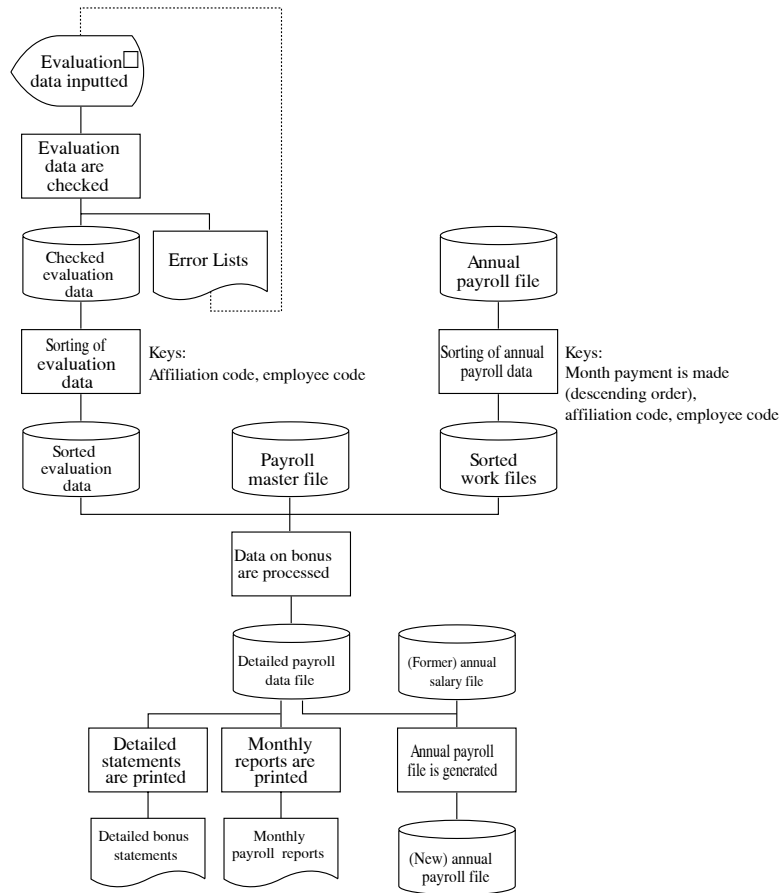 Evaluation
data inputted
Evaluation
data are
checked
Checked
evaluation
data
Error Lists
Annual
payroll file
Sorting of
evaluation
data
Keys:
Affiliation code, employee code
Sorting of annual
payroll data
Keys:
Month payment is made
(descending order),
affiliation code, employee code
Sorted
evaluation
data
Payroll
master file
Sorted
work files
Data on bonus
are processed
Detailed payroll
data file
(Former) annual
salary file
Detailed
statements
are printed
Monthly
reports are
printed
Annual payroll
file is generated
Detailed bonus
statements
Monthly
payroll reports
(New) annual
payroll file